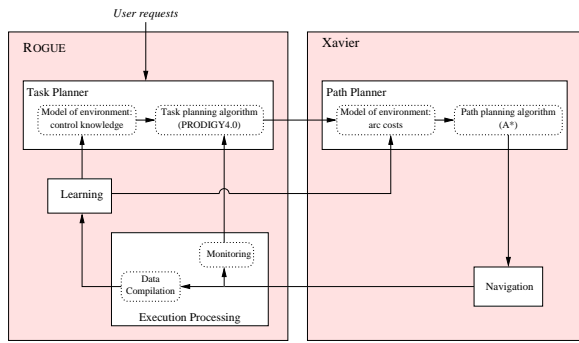 User requests
ROGUE
Xavier
Task Planner
Model of environment:
control knowledge
Task planning algorithm
(PRODIGY4.0)
Path Planner
Model of environment:
arc costs
Path planning algorithm
(A*)
Learning
Monitoring
Data
Compilation
Execution Processing
Navigation